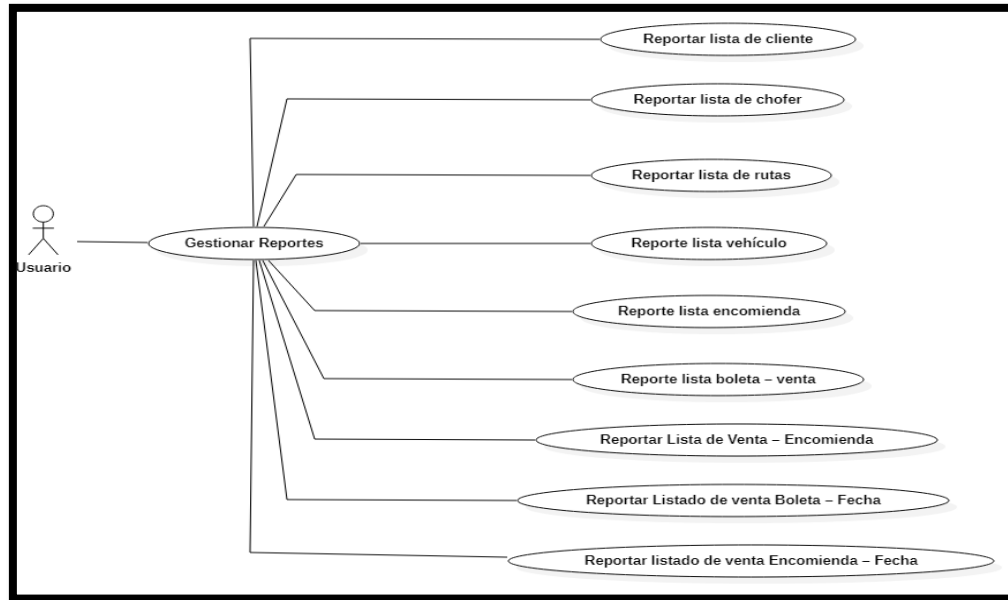 Reportar lista de cliente
Reportar lista de chofer
Reportar lista de rutas
Usuario
Gestionar Reportes
Reporte lista vehículo
Reporte lista encomienda
Reporte lista boleta – venta
Reportar Lista de Venta – Encomienda
Reportar Listado de venta Boleta – Fecha
Reportar listado de venta Encomienda – Fecha